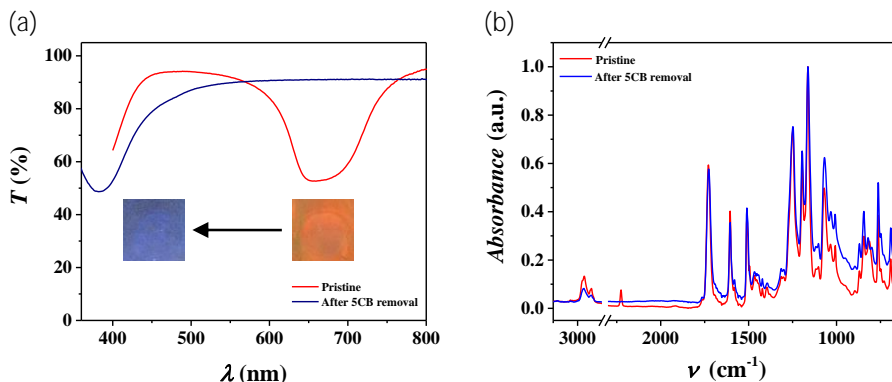 (a)
T (%)
100
80
60
40
20
0
400 500 600 700 800
λ (nm)
Pristine
After 5CB removal
(b)
Absorbance (a.u.)
1.0
0.8
0.6
0.4
0.2
0.0
3000 2000 1500 1000
ν (cm⁻¹)
Pristine
After 5CB removal